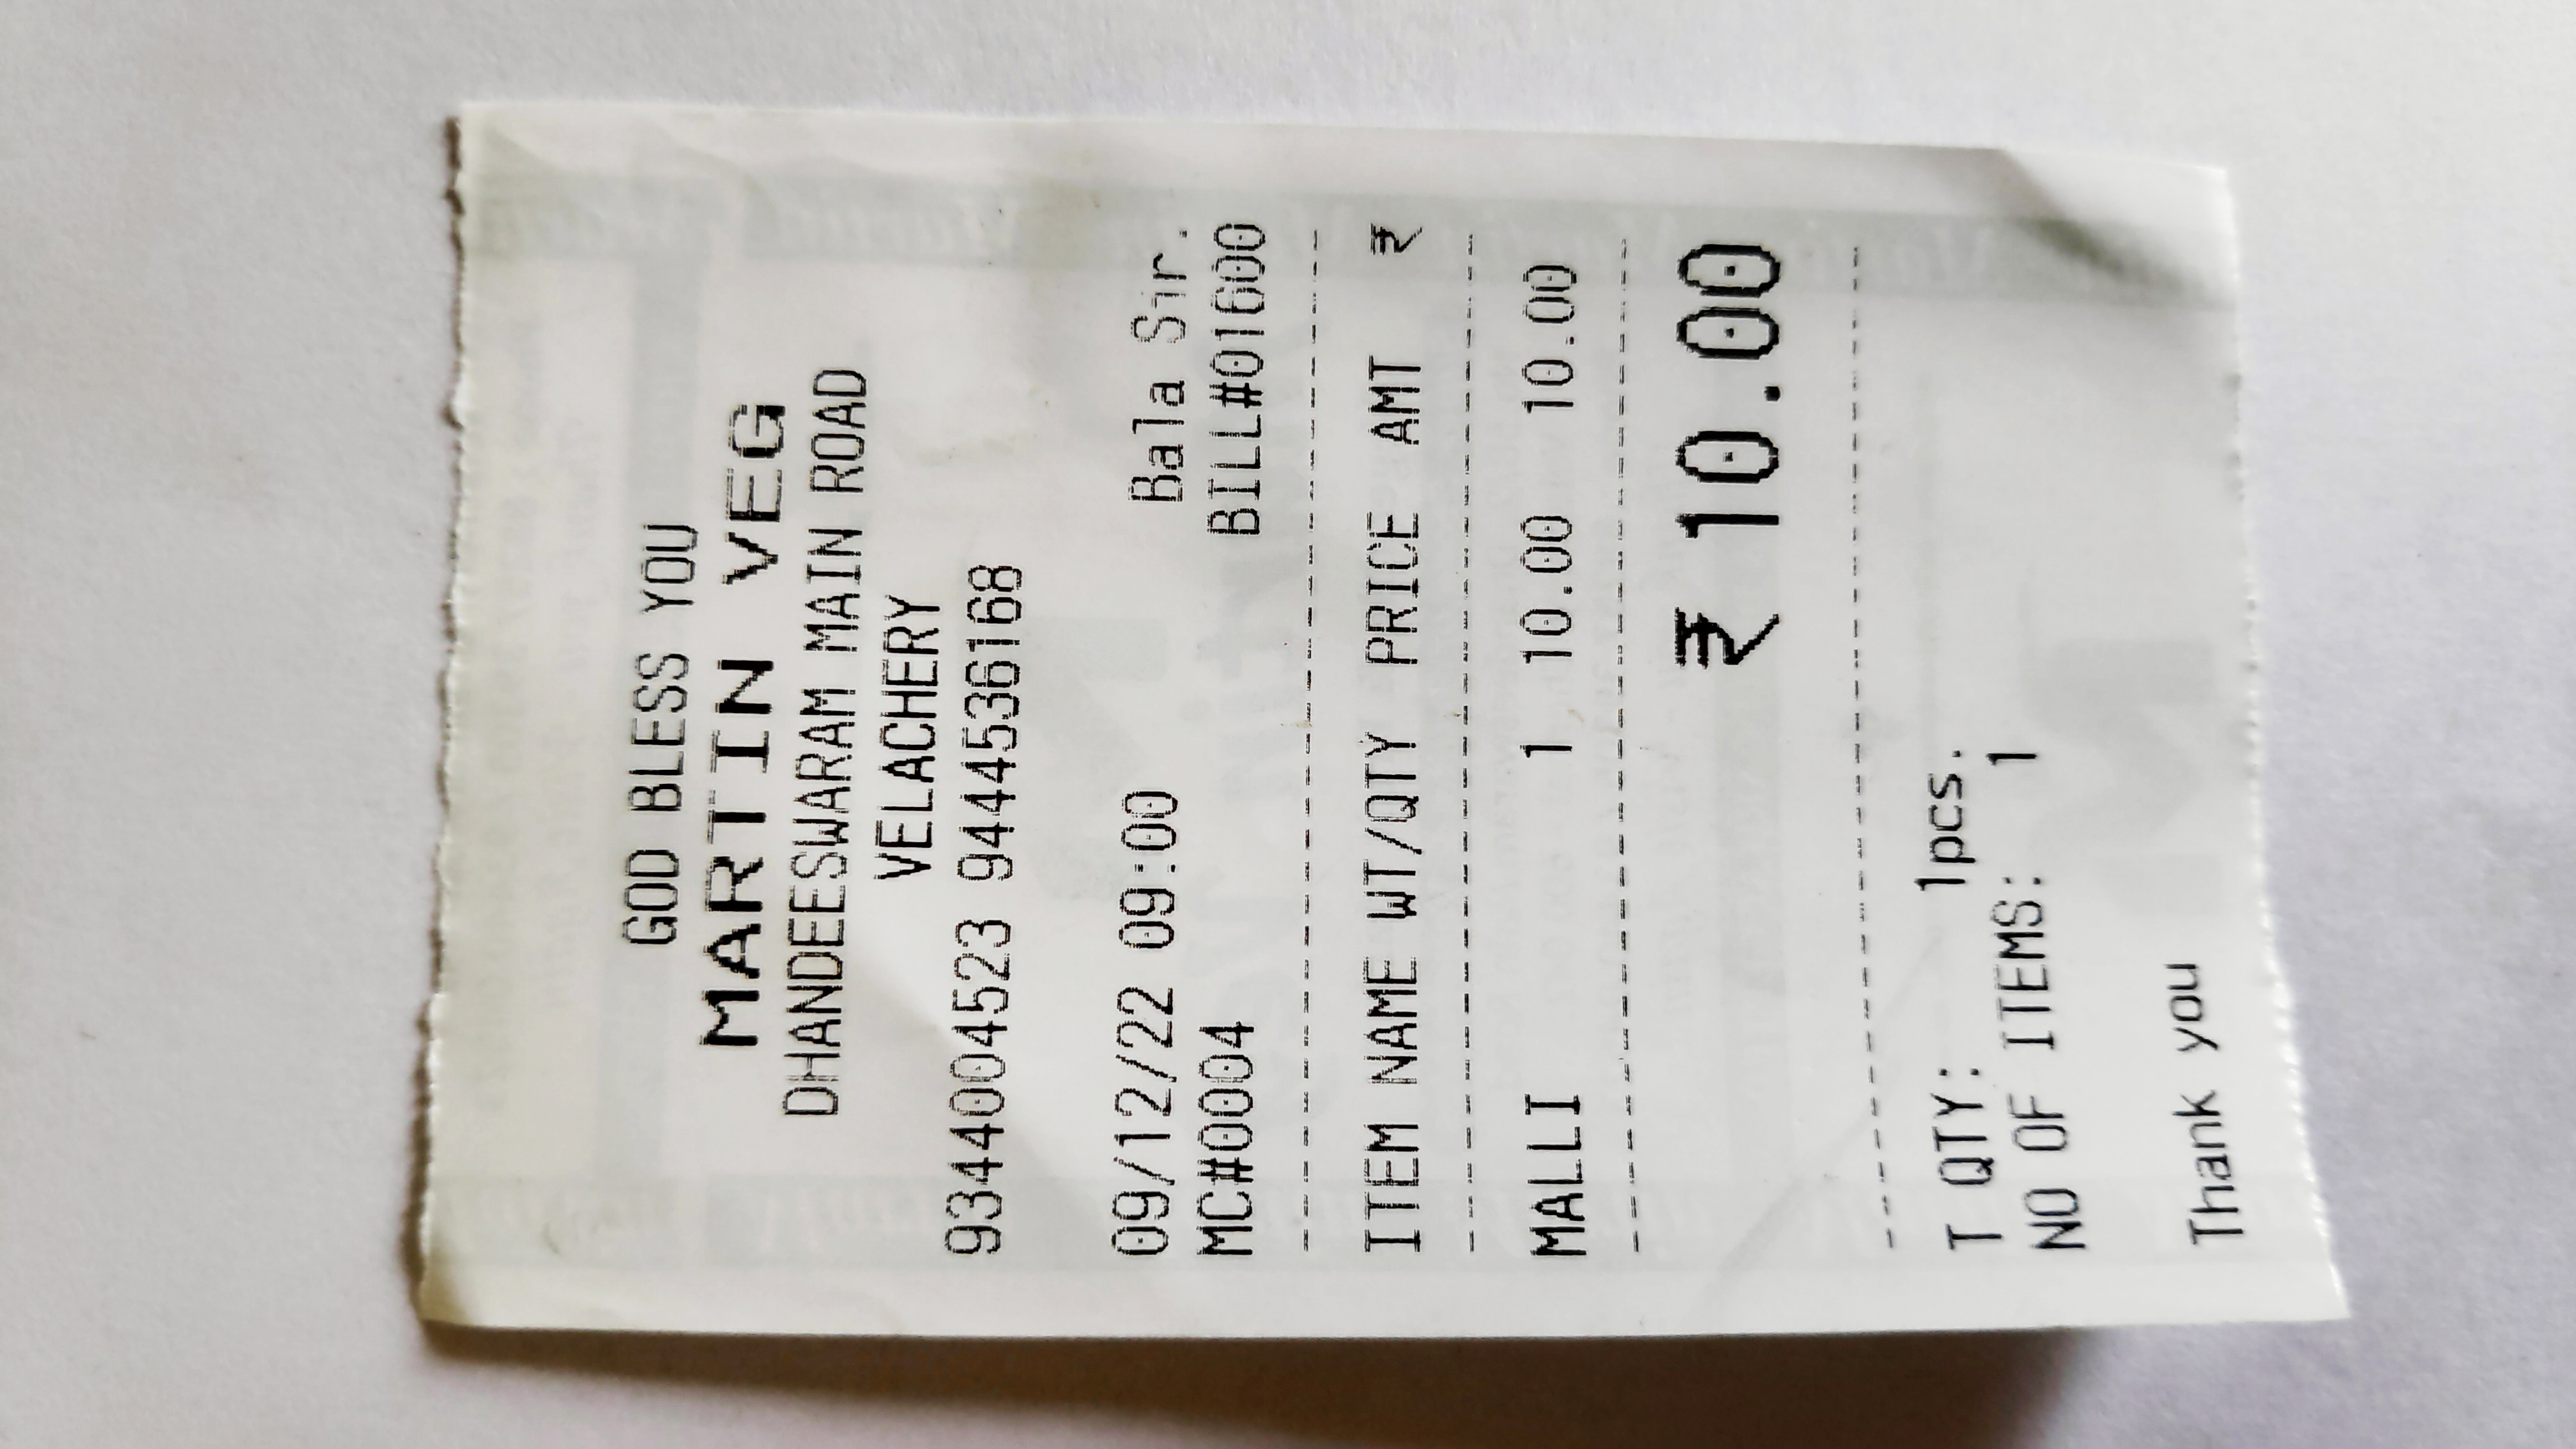 GOD BLESS YOU
MARTIN VEG
DHANDEESWARAM MAIN ROAD
VELACHERY
9344004523 9444536168
09/12/22 09:00 Bala Sir.
MC#0004 BILL#01600
ITEM NAME WT/QTY PRICE AMT ₹
MALLI 1 10.00 10.00
₹ 10.00
T QTY: 1pcs.
NO OF ITEMS: 1
Thank you